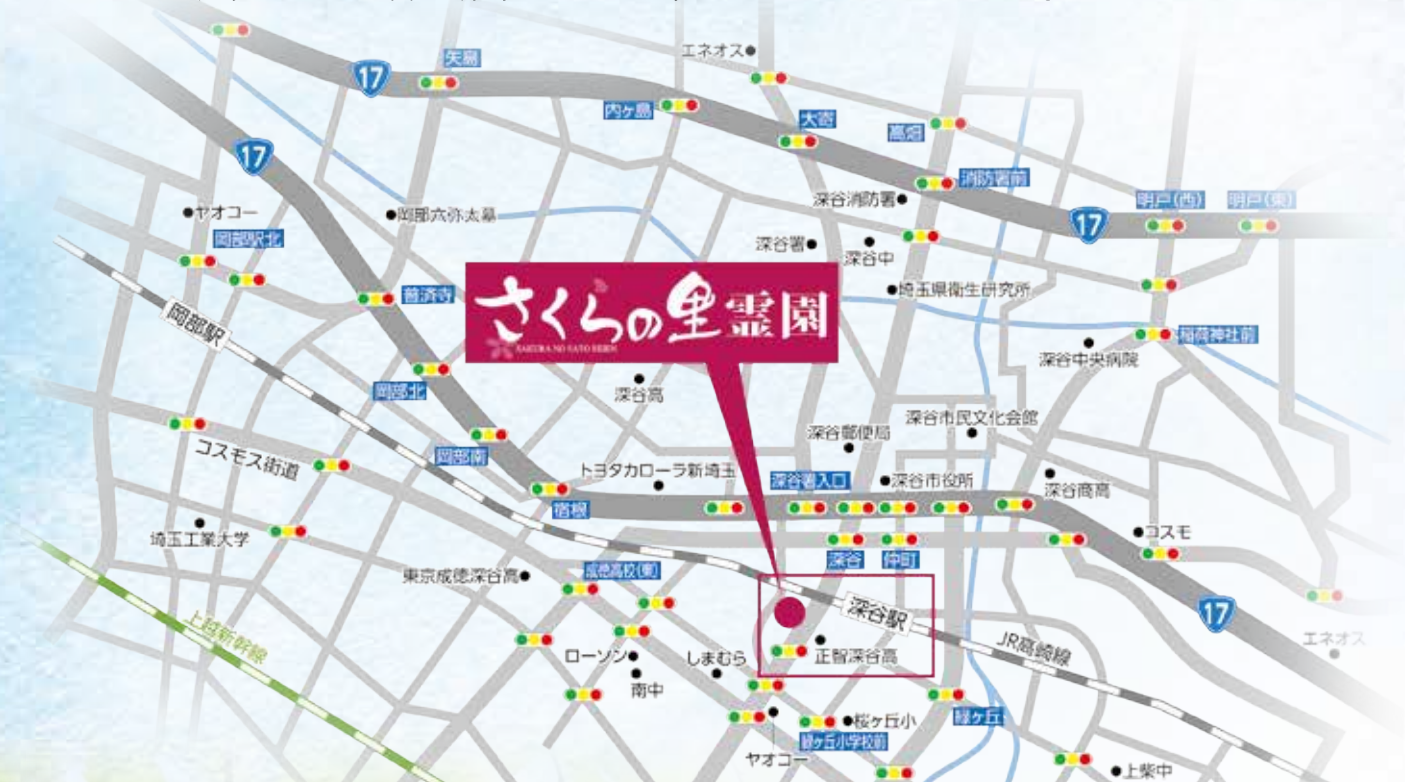 エネオス
17
矢島
内ヶ島
大寄
高畑
17
消防署前
深谷消防署
明戸(西)
明戸(東)
ヤオコー
岡部六弥太墓
17
岡部駅北
深谷署
深谷中
普済寺
さくらの里霊園
SAKURA NO SATO REIEN
埼玉県衛生研究所
岡部駅
稲荷神社前
深谷中央病院
岡部北
深谷高
深谷市民文化会館
深谷郵便局
コスモス街道
岡部南
トヨタカローラ新埼玉
深谷署入口
深谷市役所
深谷商高
宿根
埼玉工業大学
コスモ
深谷
仲町
東京成徳深谷高
成徳高校(東)
深谷駅
17
上越新幹線
エネオス
JR高崎線
ローソン
しまむら
正智深谷高
南中
桜ヶ丘小
緑ヶ丘
緑ヶ丘小学校前
ヤオコー
上柴中